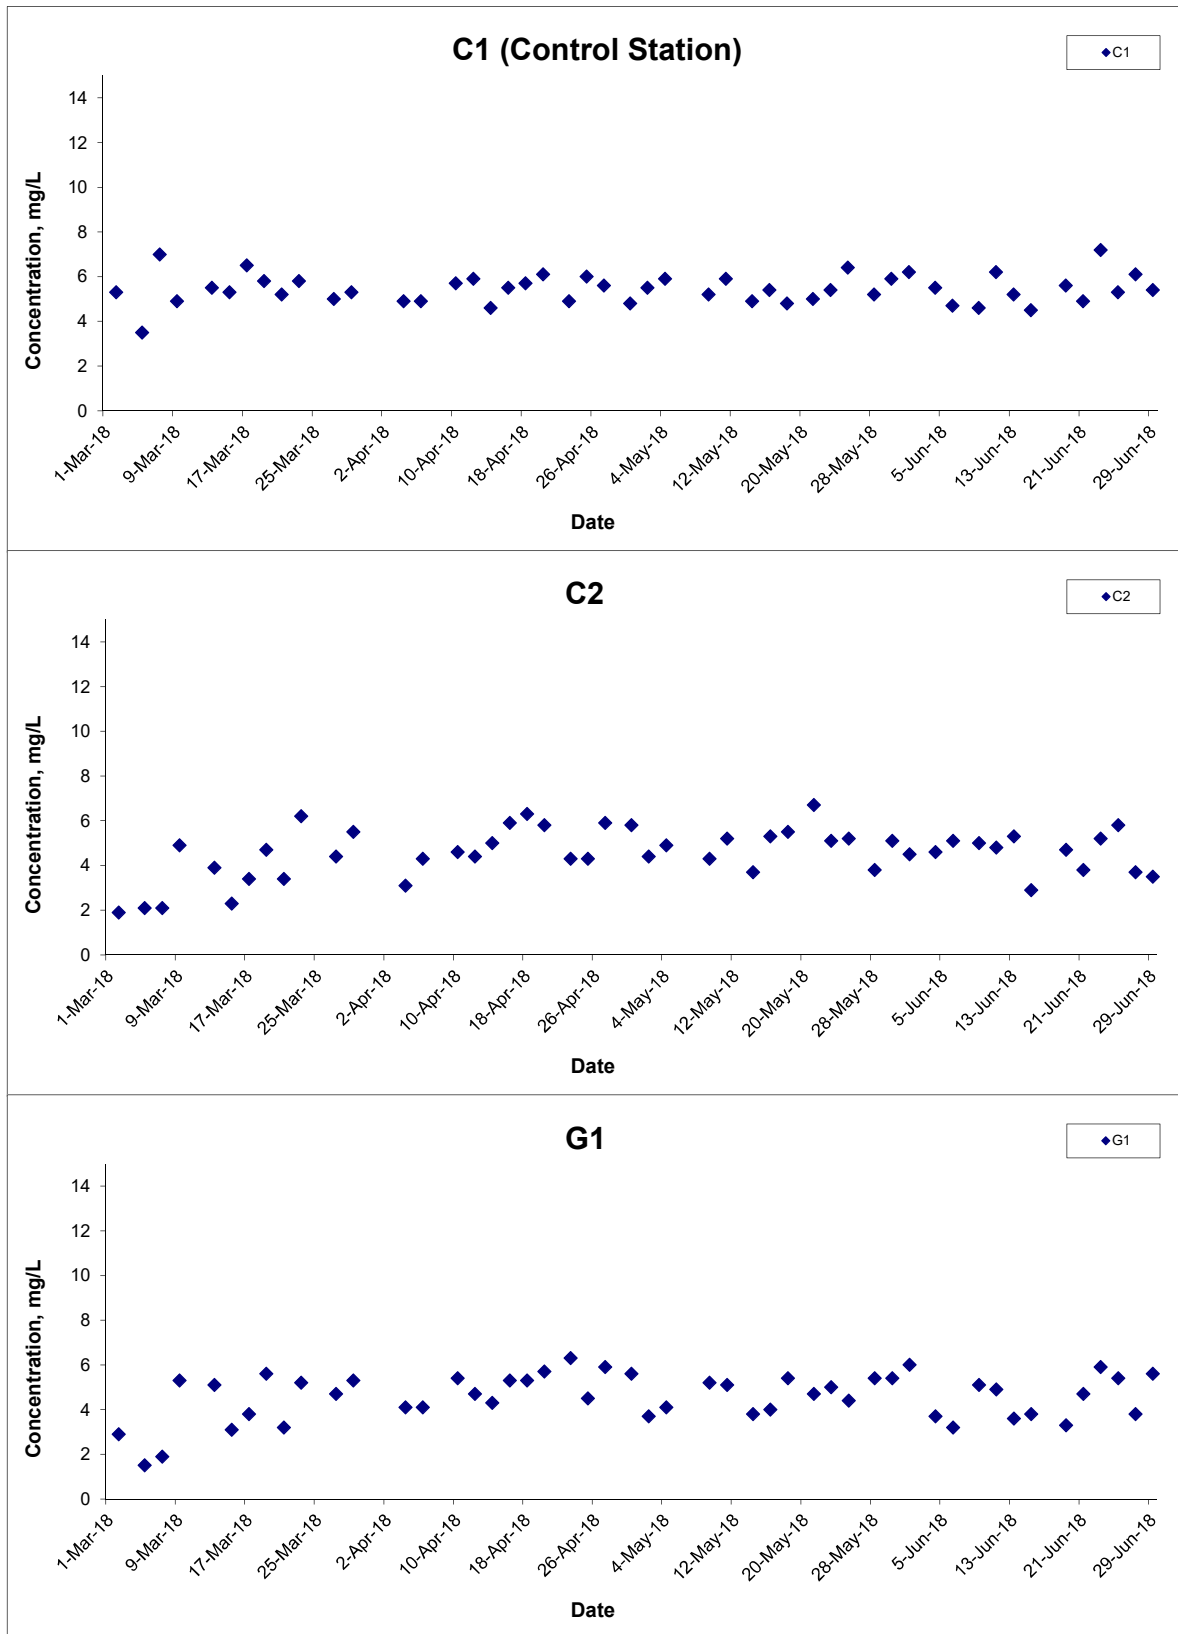 C1 (Control Station)
C1
Concentration, mg/L
14
12
10
8
6
4
2
0
1-Mar-18
9-Mar-18
17-Mar-18
25-Mar-18
2-Apr-18
10-Apr-18
18-Apr-18
26-Apr-18
4-May-18
12-May-18
20-May-18
28-May-18
5-Jun-18
13-Jun-18
21-Jun-18
29-Jun-18
Date
C2
C2
Concentration, mg/L
14
12
10
8
6
4
2
0
1-Mar-18
9-Mar-18
17-Mar-18
25-Mar-18
2-Apr-18
10-Apr-18
18-Apr-18
26-Apr-18
4-May-18
12-May-18
20-May-18
28-May-18
5-Jun-18
13-Jun-18
21-Jun-18
29-Jun-18
Date
G1
G1
Concentration, mg/L
14
12
10
8
6
4
2
0
1-Mar-18
9-Mar-18
17-Mar-18
25-Mar-18
2-Apr-18
10-Apr-18
18-Apr-18
26-Apr-18
4-May-18
12-May-18
20-May-18
28-May-18
5-Jun-18
13-Jun-18
21-Jun-18
29-Jun-18
Date